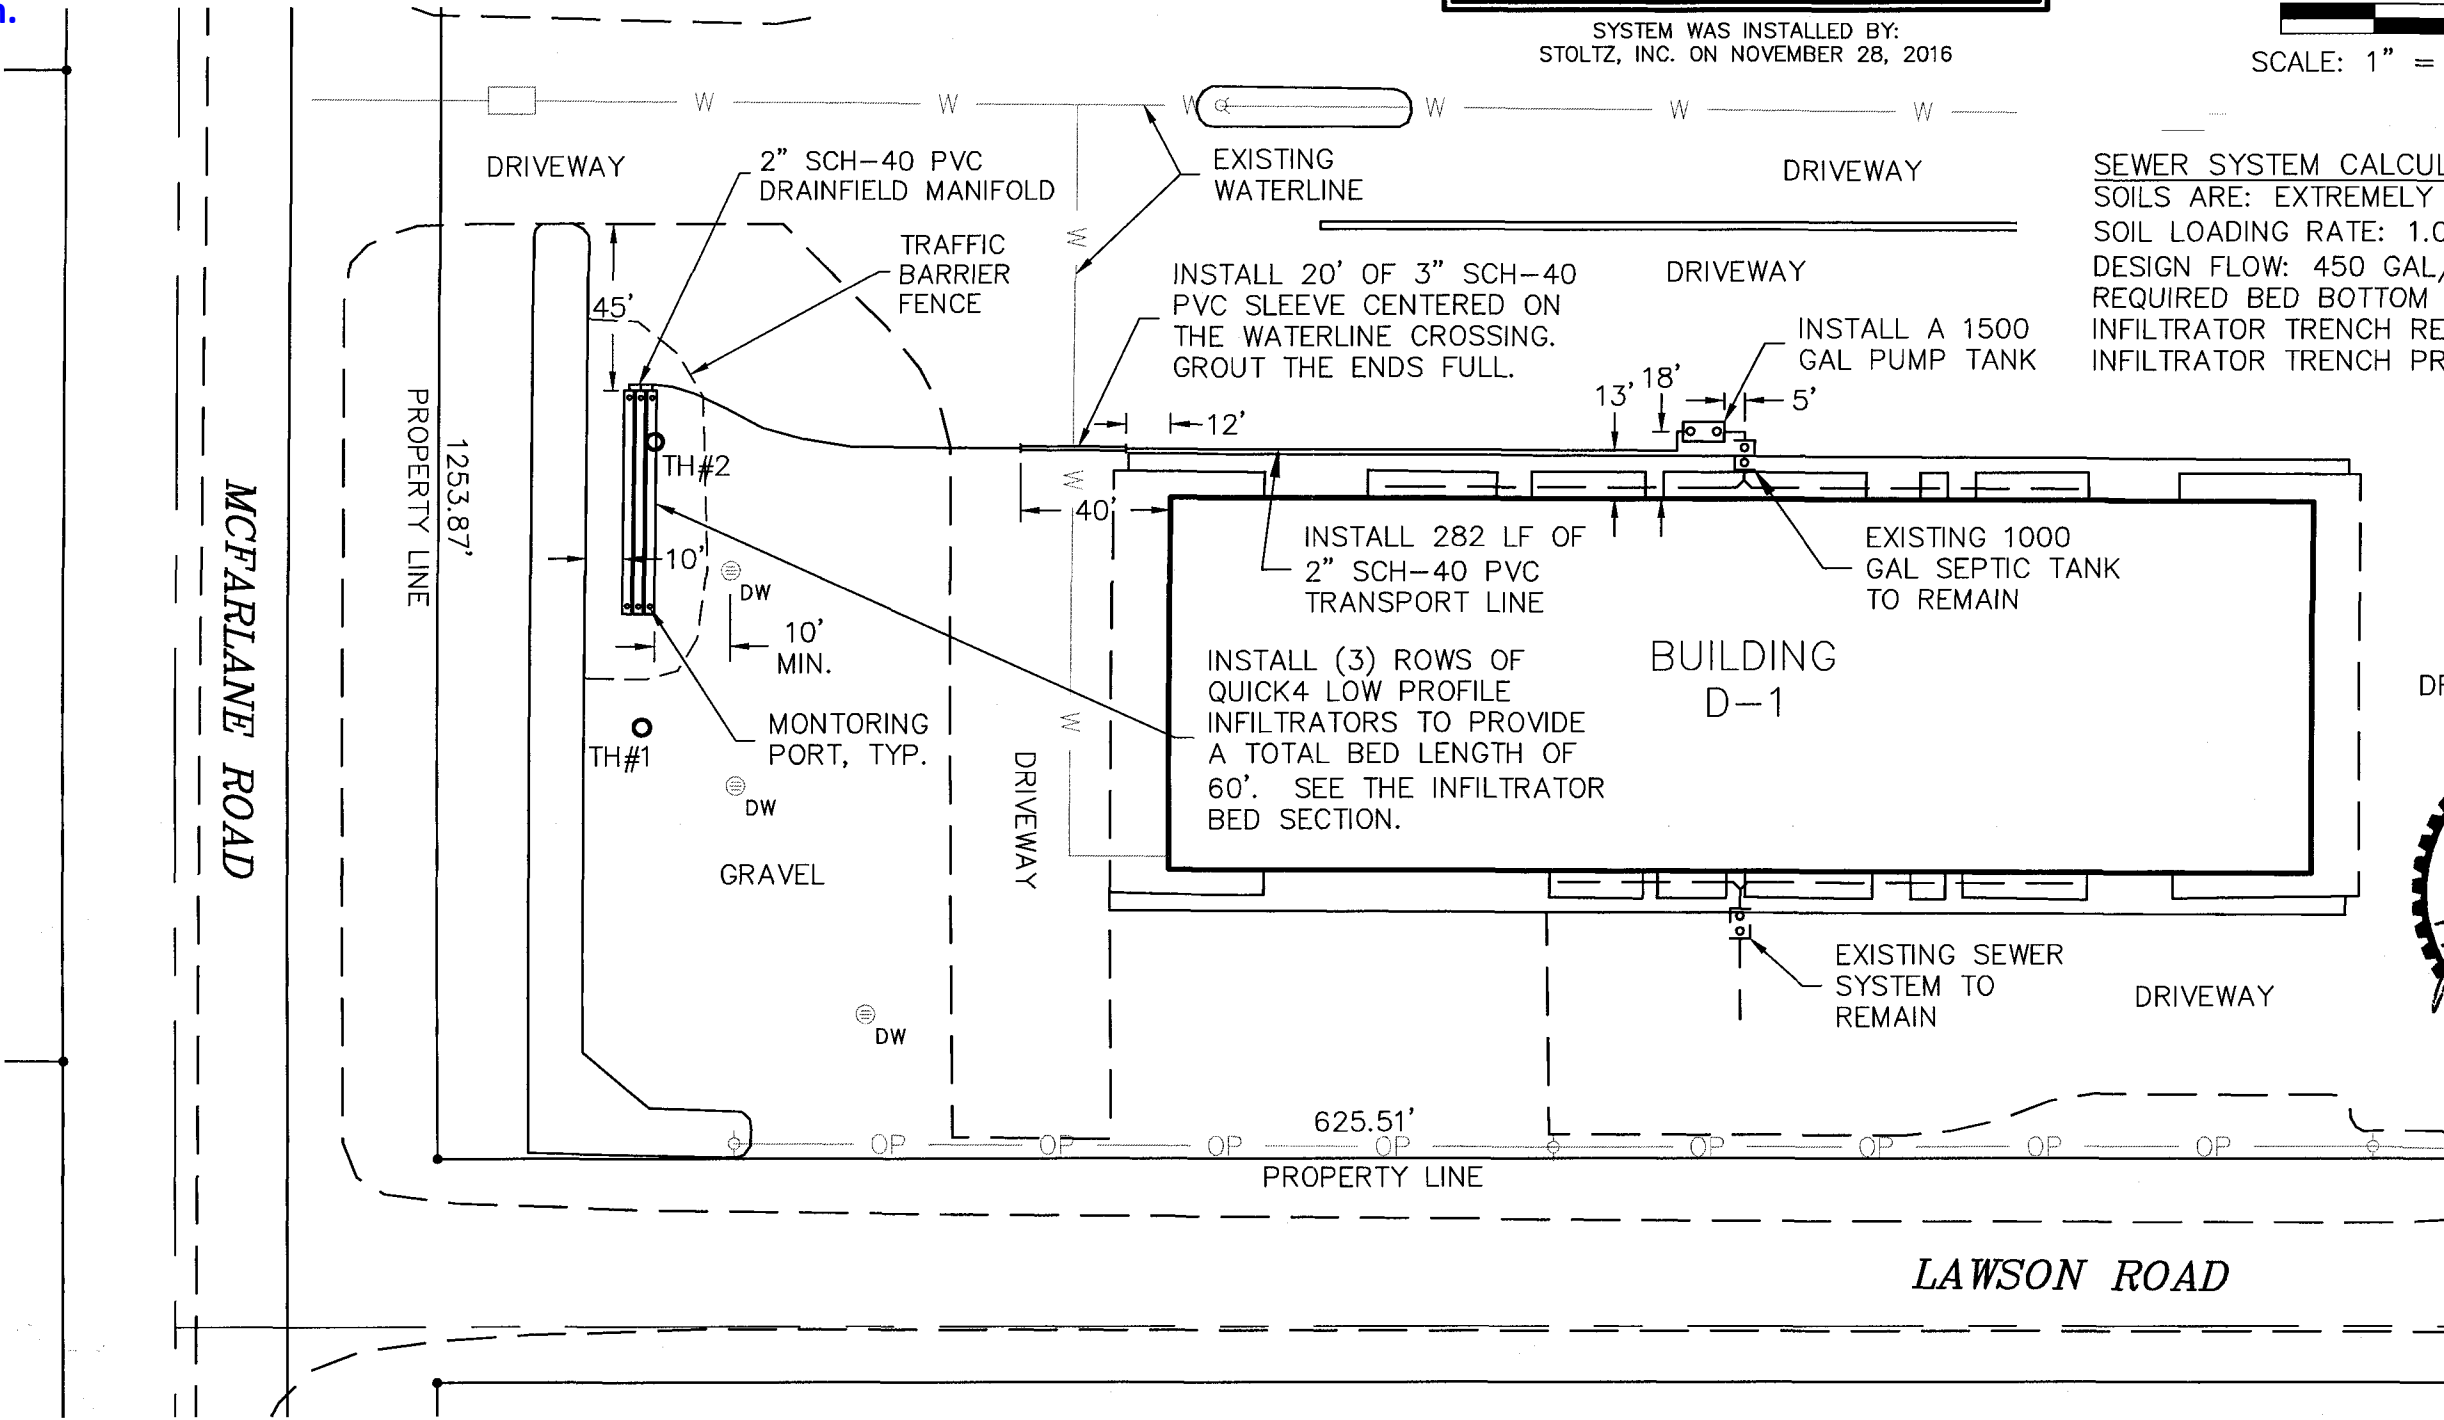 n.
SYSTEM WAS INSTALLED BY:
STOLTZ, INC. ON NOVEMBER 28, 2016
SCALE: 1" =
W
W
W
W
W
W
DRIVEWAY
2" SCH-40 PVC
DRAINFIELD MANIFOLD
EXISTING
WATERLINE
DRIVEWAY
SEWER SYSTEM CALCUL
SOILS ARE: EXTREMELY
SOIL LOADING RATE: 1.0
DESIGN FLOW: 450 GAL/
REQUIRED BED BOTTOM
INFILTRATOR TRENCH RE
INFILTRATOR TRENCH PR
TRAFFIC
BARRIER
FENCE
W
INSTALL 20' OF 3" SCH-40
PVC SLEEVE CENTERED ON
THE WATERLINE CROSSING.
GROUT THE ENDS FULL.
DRIVEWAY
45'
INSTALL A 1500
GAL PUMP TANK
13'
18'
5'
12'
PROPERTY LINE
1253.87'
TH#2
W
40'
10'
DW
INSTALL 282 LF OF
2" SCH-40 PVC
TRANSPORT LINE
EXISTING 1000
GAL SEPTIC TANK
TO REMAIN
MCFARLANE ROAD
10'
MIN.
INSTALL (3) ROWS OF
QUICK4 LOW PROFILE
INFILTRATORS TO PROVIDE
A TOTAL BED LENGTH OF
60'. SEE THE INFILTRATOR
BED SECTION.
BUILDING
D-1
DR
MONTORING
PORT, TYP.
W
TH#1
DW
DRIVEWAY
GRAVEL
DW
EXISTING SEWER
SYSTEM TO
REMAIN
DRIVEWAY
625.51'
OP
OP
OP
OP
OP
OP
OP
OP
PROPERTY LINE
LAWSON ROAD